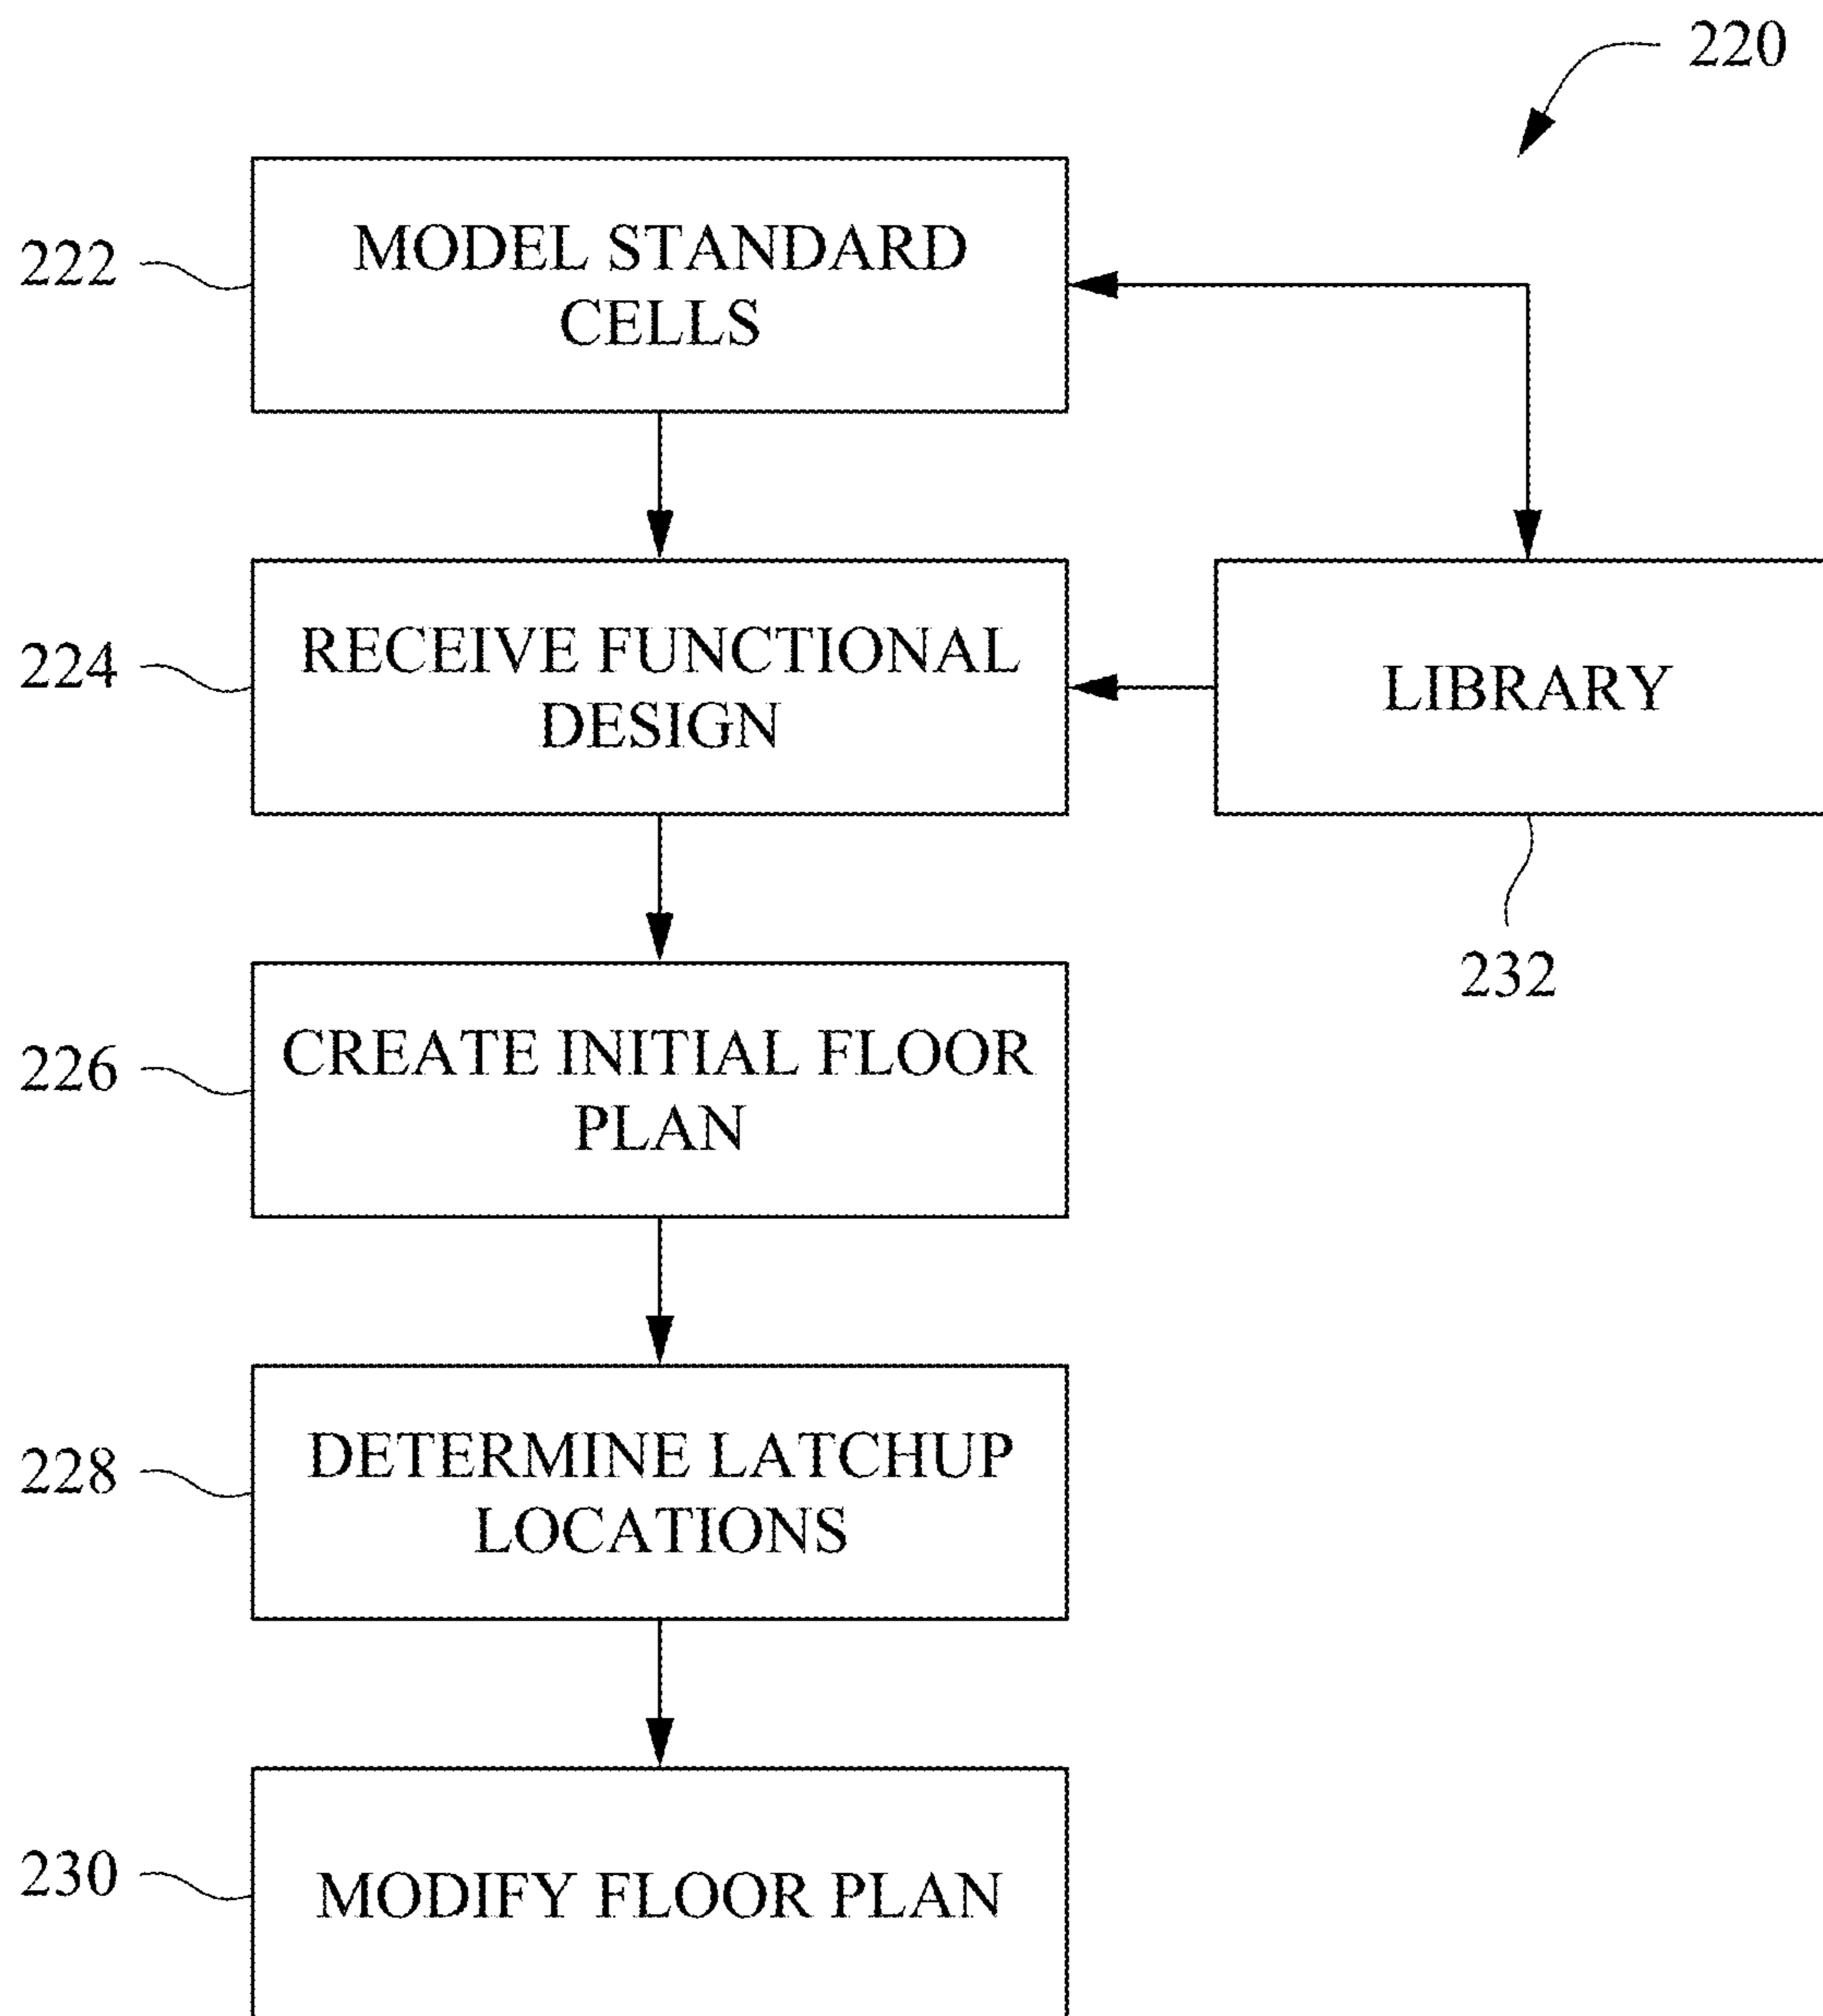 220
222
MODEL STANDARD
CELLS
224
RECEIVE FUNCTIONAL
DESIGN
LIBRARY
232
226
CREATE INITIAL FLOOR
PLAN
228
DETERMINE LATCHUP
LOCATIONS
230
MODIFY FLOOR PLAN